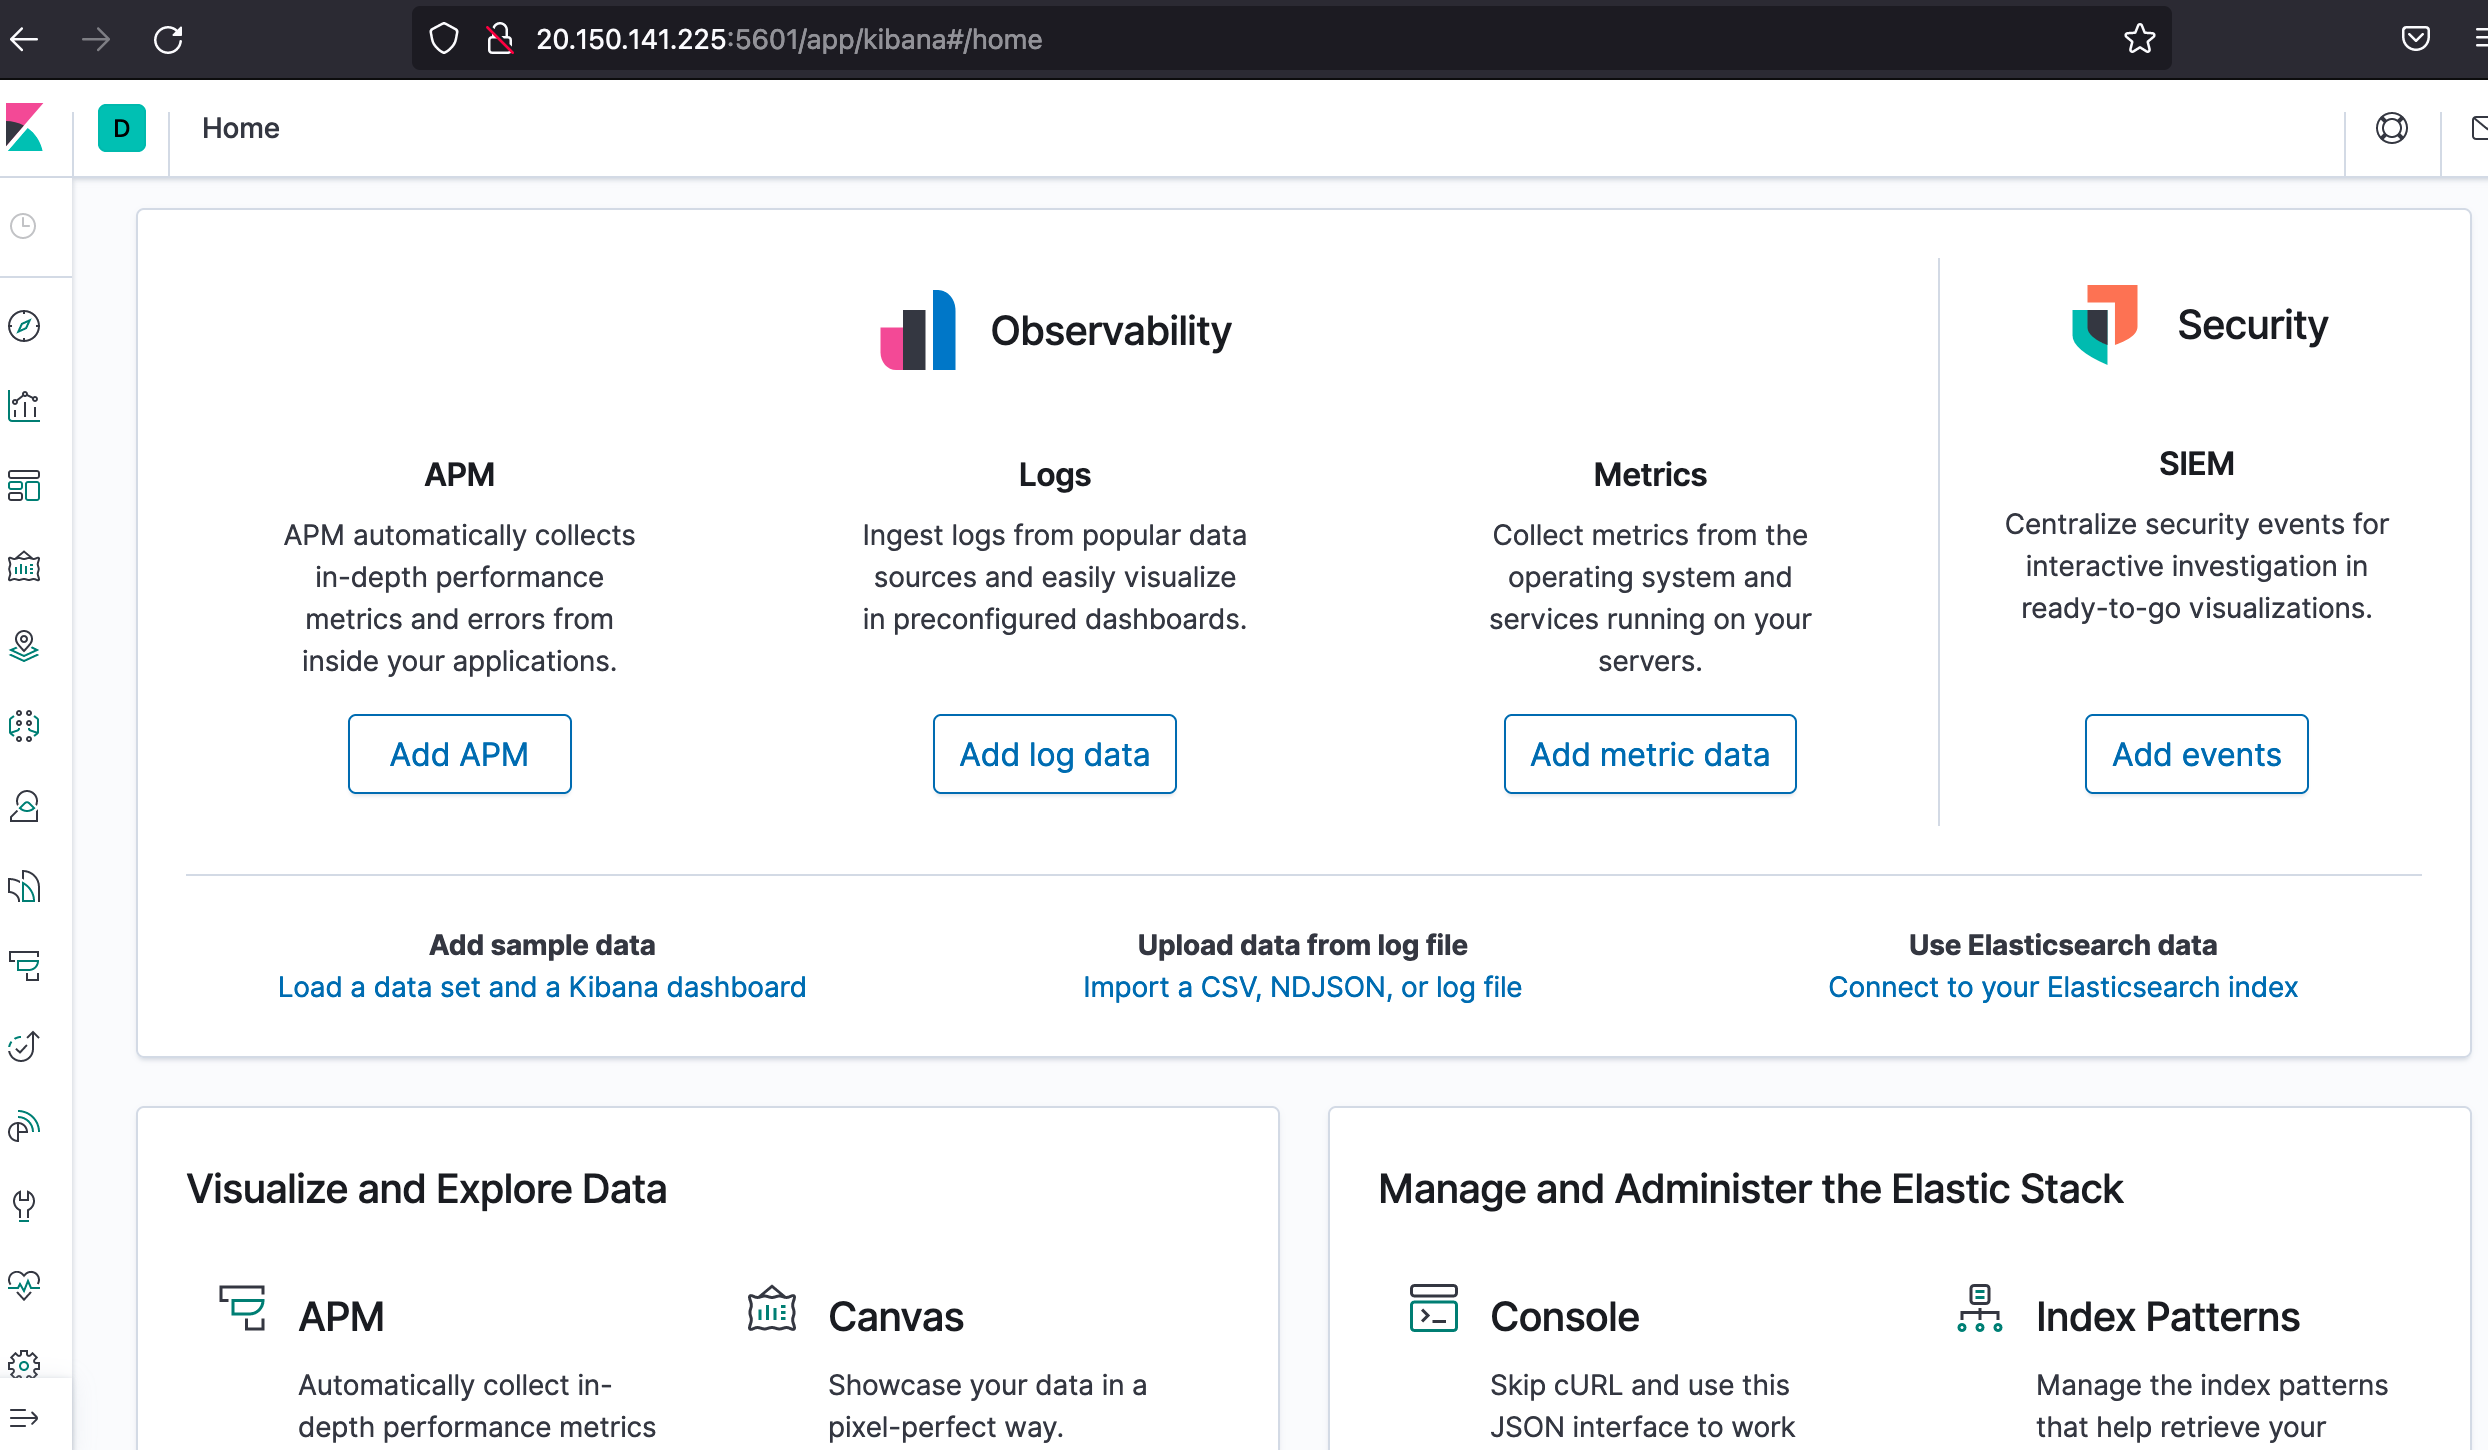 20.150.141.225:5601/app/kibana#/home
D
Home
Observability
Security
APM
APM automatically collects
in-depth performance
metrics and errors from
inside your applications.
Add APM
Logs
Ingest logs from popular data
sources and easily visualize
in preconfigured dashboards.
Add log data
Metrics
Collect metrics from the
operating system and
services running on your
servers.
Add metric data
SIEM
Centralize security events for
interactive investigation in
ready-to-go visualizations.
Add events
Add sample data
Load a data set and a Kibana dashboard
Upload data from log file
Import a CSV, NDJSON, or log file
Use Elasticsearch data
Connect to your Elasticsearch index
Visualize and Explore Data
APM
Automatically collect in-
depth performance metrics
Canvas
Showcase your data in a
pixel-perfect way.
Manage and Administer the Elastic Stack
Console
Skip cURL and use this
JSON interface to work
Index Patterns
Manage the index patterns
that help retrieve your